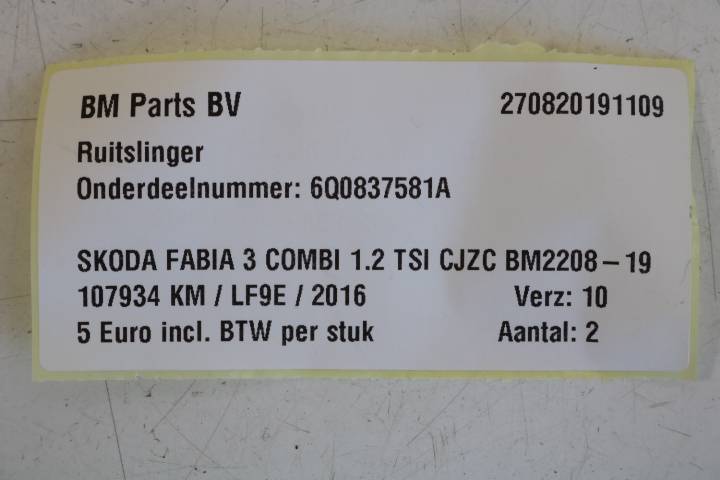 BM Parts BV 270820191109
Ruitslinger
Onderdeelnummer: 6Q0837581A
SKODA FABIA 3 COMBI 1.2 TSI CJZC BM2208-19
107934 KM / LF9E / 2016 Verz: 10
5 Euro incl. BTW per stuk Aantal: 2